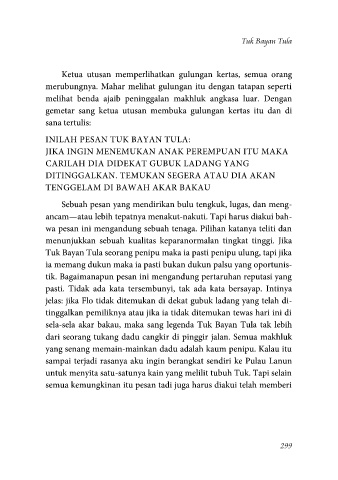 Tuk Bayan Tula
Ketua utusan memperlihatkan gulungan kertas, semua orang
merubungnya. Mahar melihat gulungan itu dengan tatapan seperti
melihat benda ajaib peninggalan makhluk angkasa luar. Dengan
gemetar sang ketua utusan membuka gulungan kertas itu dan di
sana tertulis:
INILAH PESAN TUK BAYAN TULA:
JIKA INGIN MENEMUKAN ANAK PEREMPUAN ITU MAKA
CARILAH DIA DIDEKAT GUBUK LADANG YANG
DITINGGALKAN. TEMUKAN SEGERA ATAU DIA AKAN
TENGGELAM DI BAWAH AKAR BAKAU
Sebuah pesan yang mendirikan bulu tengkuk, lugas, dan meng-
ancam—atau lebih tepatnya menakut-nakuti. Tapi harus diakui bah-
wa pesan ini mengandung sebuah tenaga. Pilihan katanya teliti dan
menunjukkan sebuah kualitas keparanormalan tingkat tinggi. Jika
Tuk Bayan Tula seorang penipu maka ia pasti penipu ulung, tapi jika
ia memang dukun maka ia pasti bukan dukun palsu yang oportunis-
tik. Bagaimanapun pesan ini mengandung pertaruhan reputasi yang
pasti. Tidak ada kata tersembunyi, tak ada kata bersayap. Intinya
jelas: jika Flo tidak ditemukan di dekat gubuk ladang yang telah di-
tinggalkan pemiliknya atau jika ia tidak ditemukan tewas hari ini di
sela-sela akar bakau, maka sang legenda Tuk Bayan Tula tak lebih
dari seorang tukang dadu cangkir di pinggir jalan. Semua makhluk
yang senang memain-mainkan dadu adalah kaum penipu. Kalau itu
sampai terjadi rasanya aku ingin berangkat sendiri ke Pulau Lanun
untuk menyita satu-satunya kain yang melilit tubuh Tuk. Tapi selain
semua kemungkinan itu pesan tadi juga harus diakui telah memberi
299